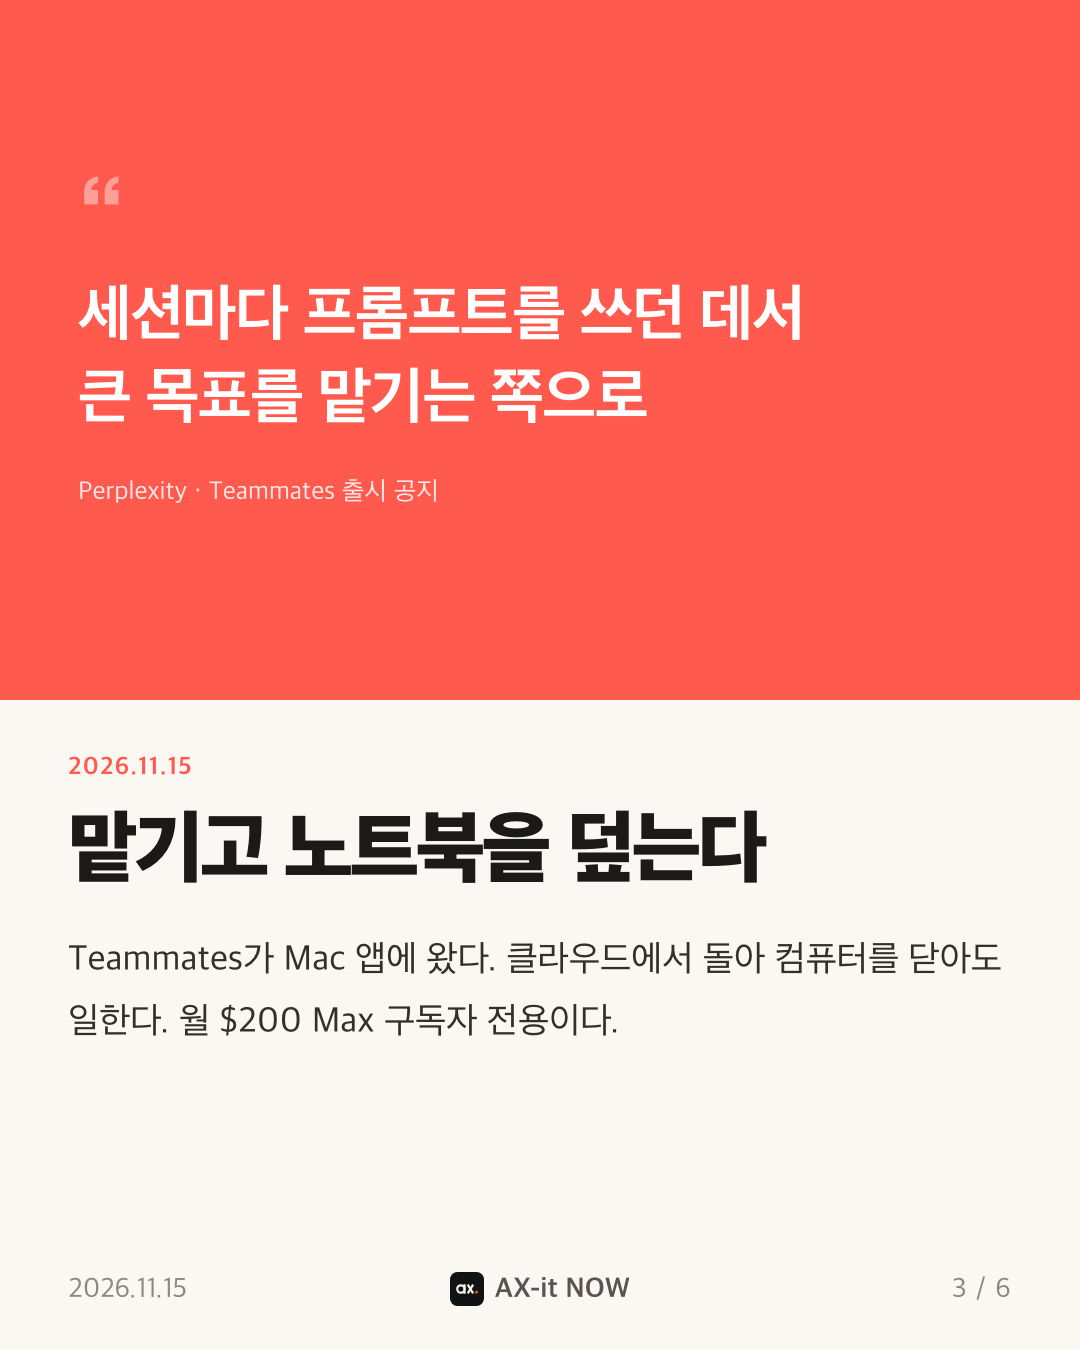 “
세션마다 프롬프트를 쓰던 데서
큰 목표를 맡기는 쪽으로
Perplexity · Teammates 출시 공지
2026.11.15
맡기고 노트북을 덮는다
Teammates가 Mac 앱에 왔다. 클라우드에서 돌아 컴퓨터를 닫아도
일한다. 월 $200 Max 구독자 전용이다.
2026.11.15
ax. AX-it NOW
3 / 6